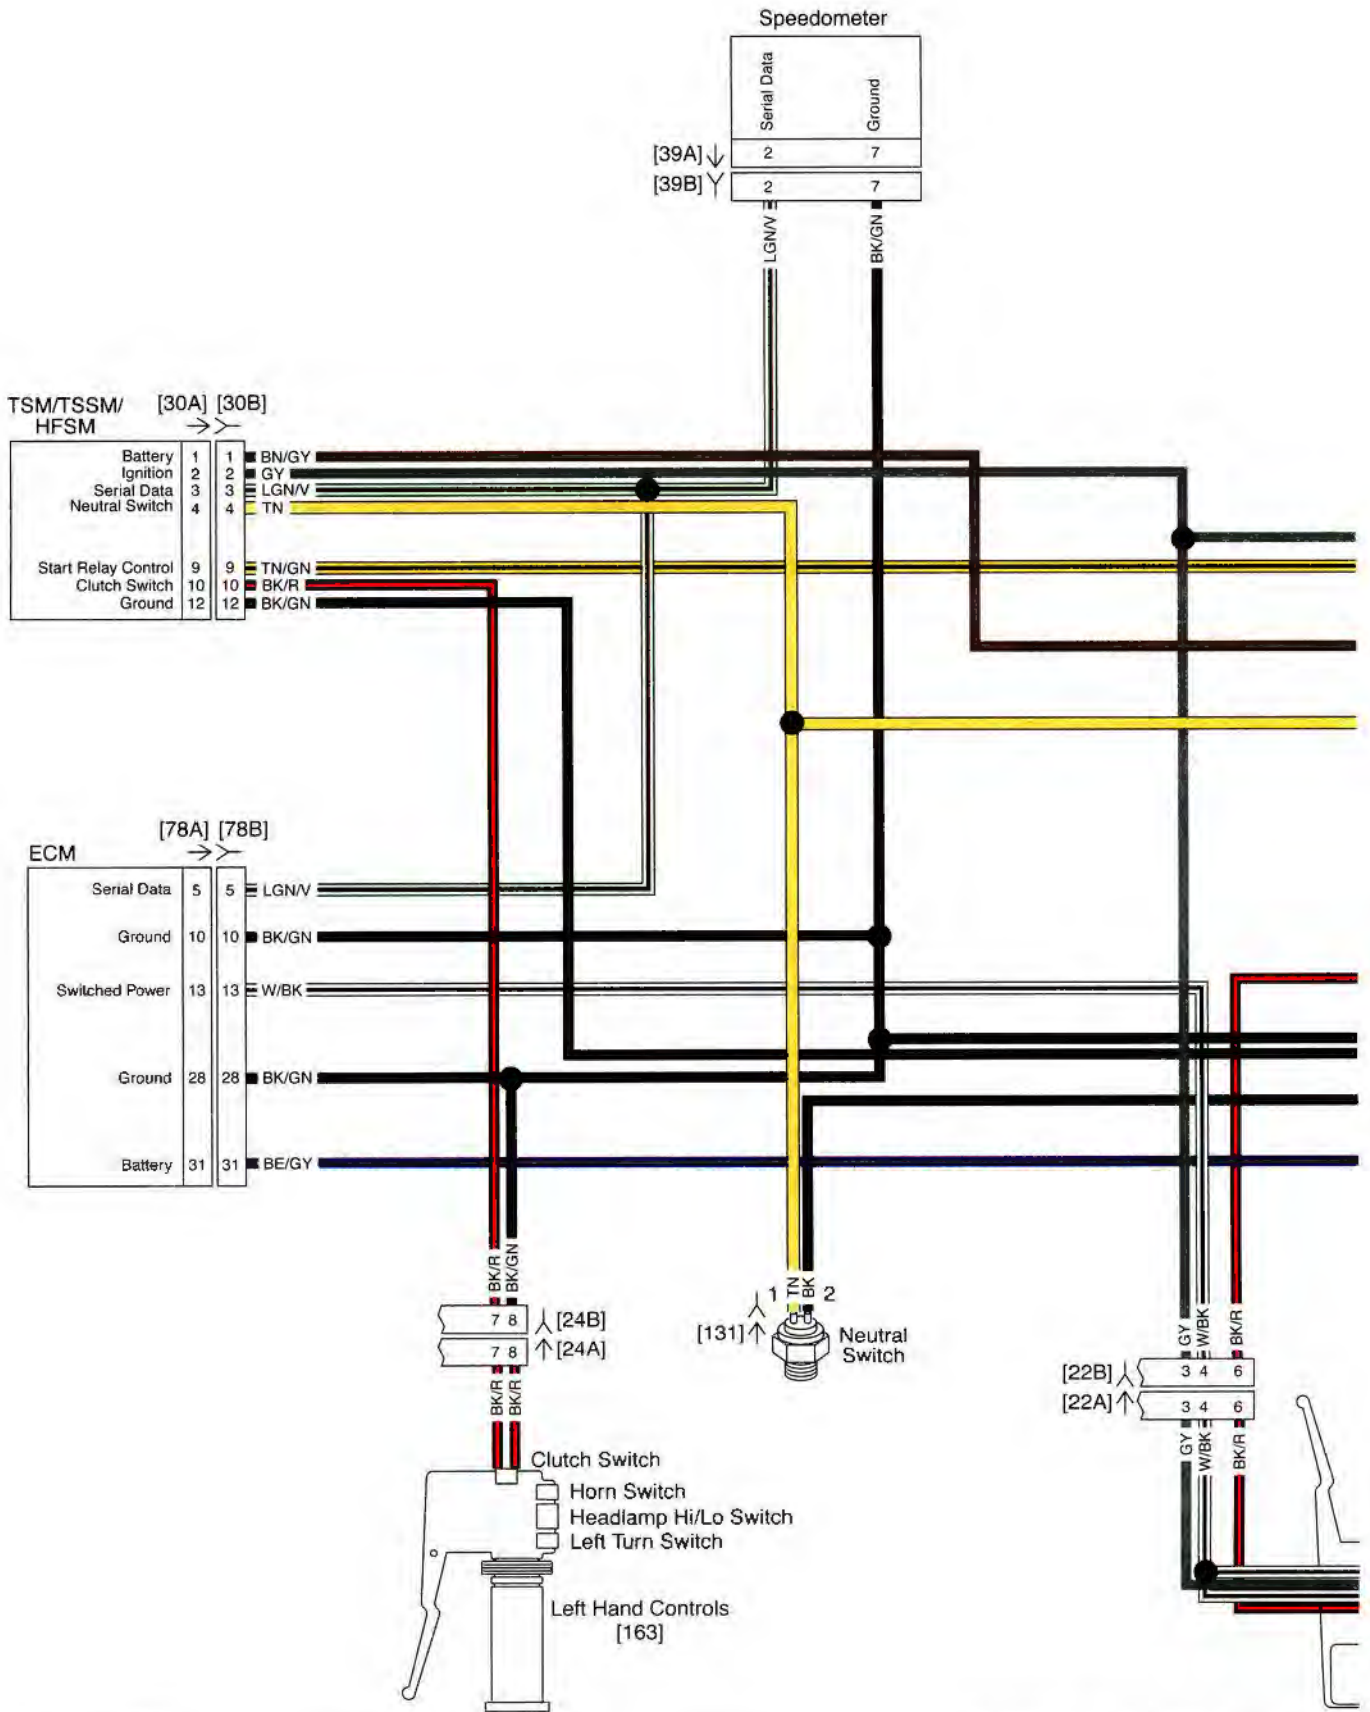 Speedometer
Serial Data
Ground
[39A] 2 7
[39B] 2 7
LGN/V
BK/GN
TSM/TSSM/
HFSM
[30A] [30B]
Battery 1 1 BN/GY
Ignition 2 2 GY
Serial Data 3 3 LGN/V
Neutral Switch 4 4 TN
Start Relay Control 9 9 TN/GN
Clutch Switch 10 10 BK/R
Ground 12 12 BK/GN
[78A] [78B]
ECM
Serial Data 5 5 LGN/V
Ground 10 10 BK/GN
Switched Power 13 13 W/BK
Ground 28 28 BK/GN
Battery 31 31 BE/GY
BK/R
BK/GN
7 8 [24B]
7 8 [24A]
BK/R
BK/R
1 TN BK 2
[131]
Neutral
Switch
GY
W/BK
BK/R
[22B] 3 4 6
[22A] 3 4 6
GY
W/BK
BK/R
Clutch Switch
Horn Switch
Headlamp Hi/Lo Switch
Left Turn Switch
Left Hand Controls
[163]